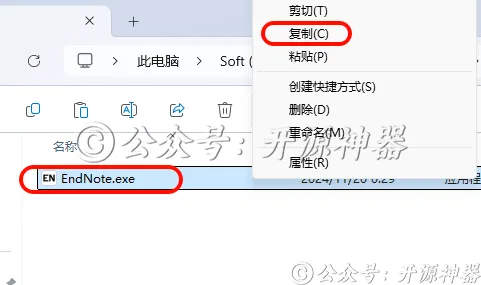 剪切(T)
复制(C)
粘贴(P)
创建快捷方式(S)
删除(D)
重命名(M)
属性(R)
此电脑
Soft (
名称
公众号:开源神器
EN EndNote.exe
2024/11/20 6:29
应用程
公众号:开源神器